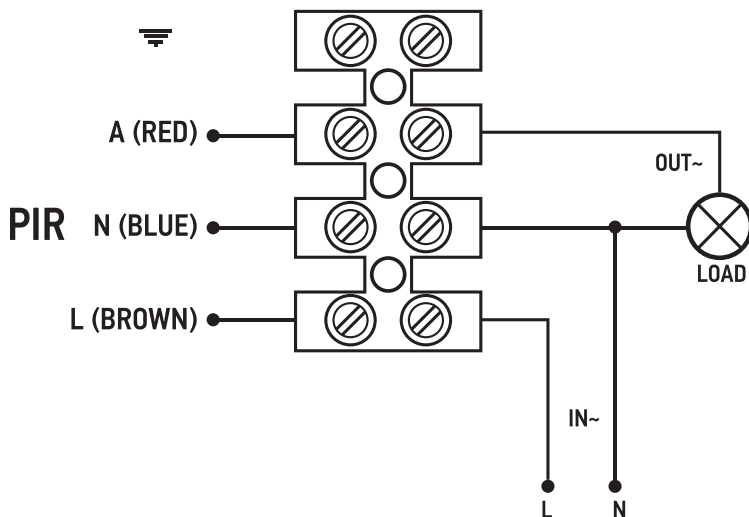 A (RED)
OUT~
PIR
N (BLUE)
LOAD
L (BROWN)
IN~
L
N